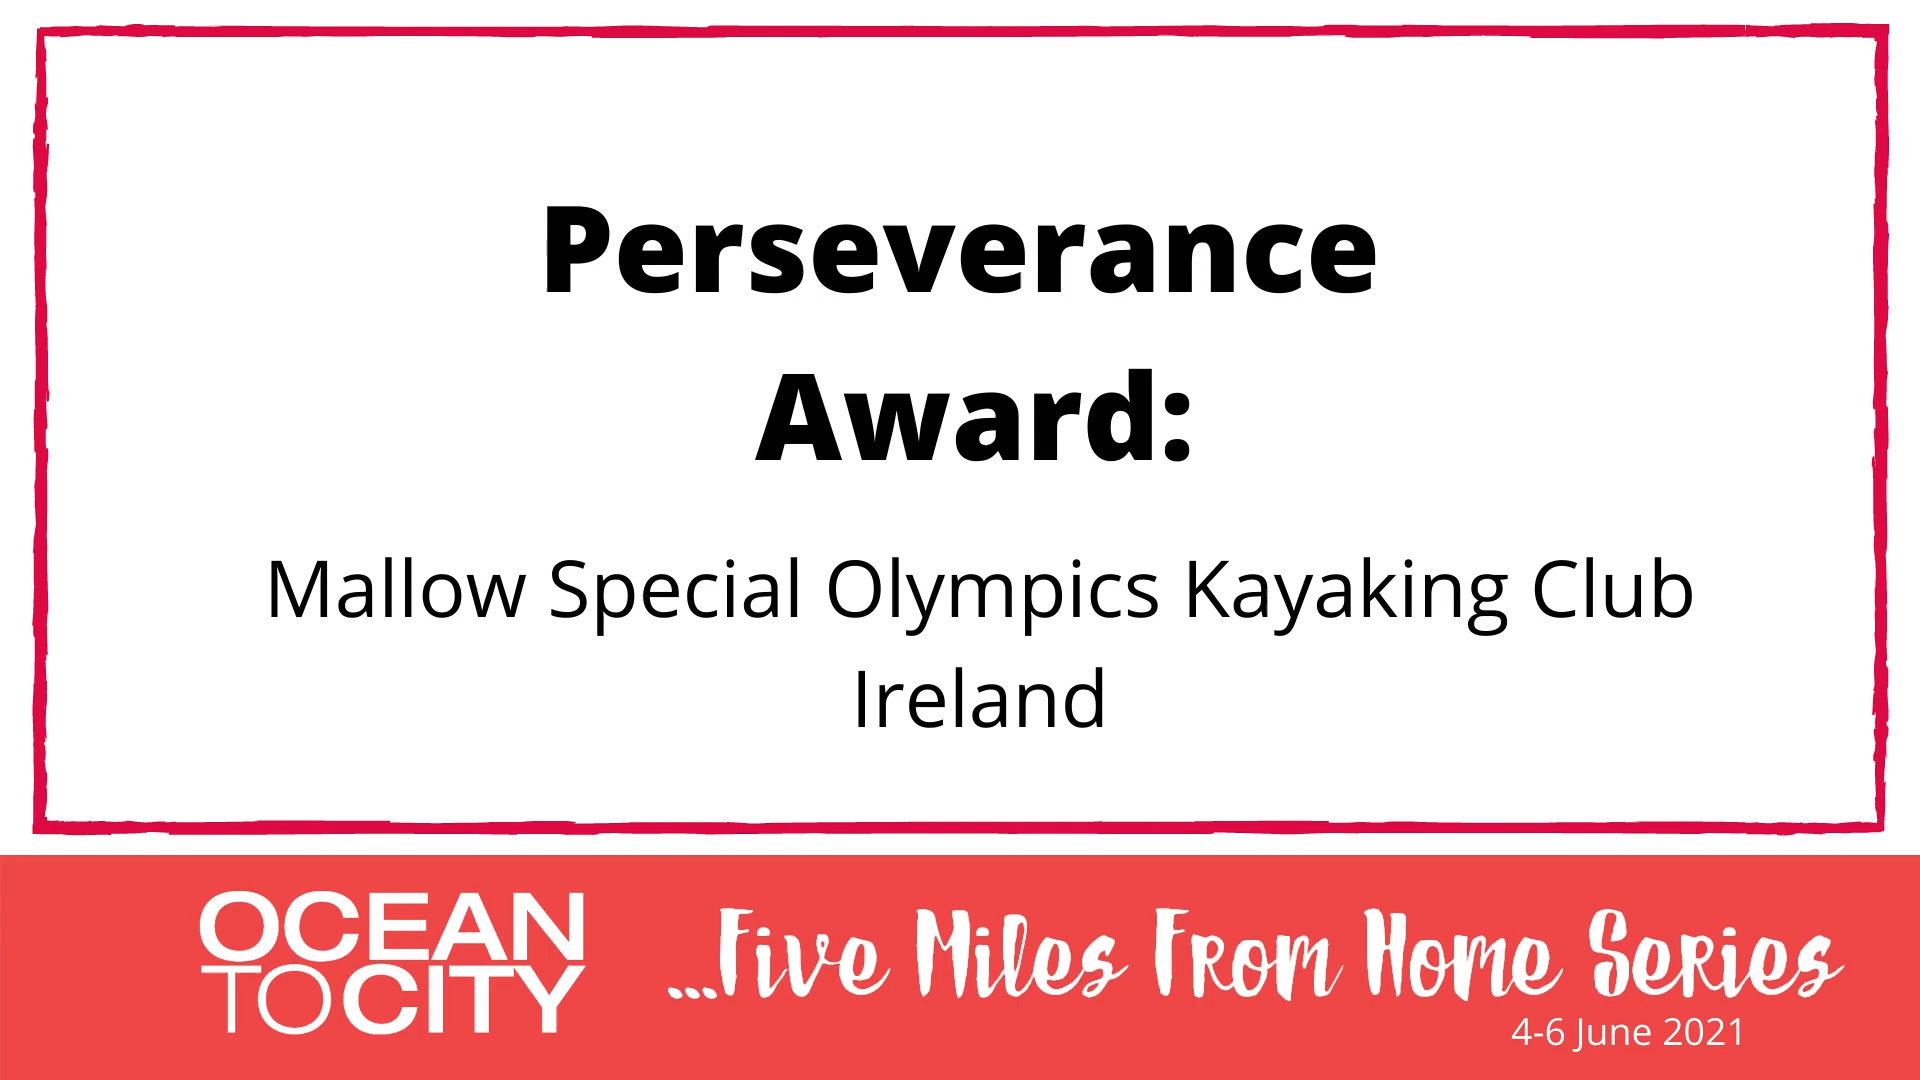 Perseverance
Award:
Mallow Special Olympics Kayaking Club
Ireland
OCEAN
TOCITY
...Five Miles From Home Series
4-6 June 2021